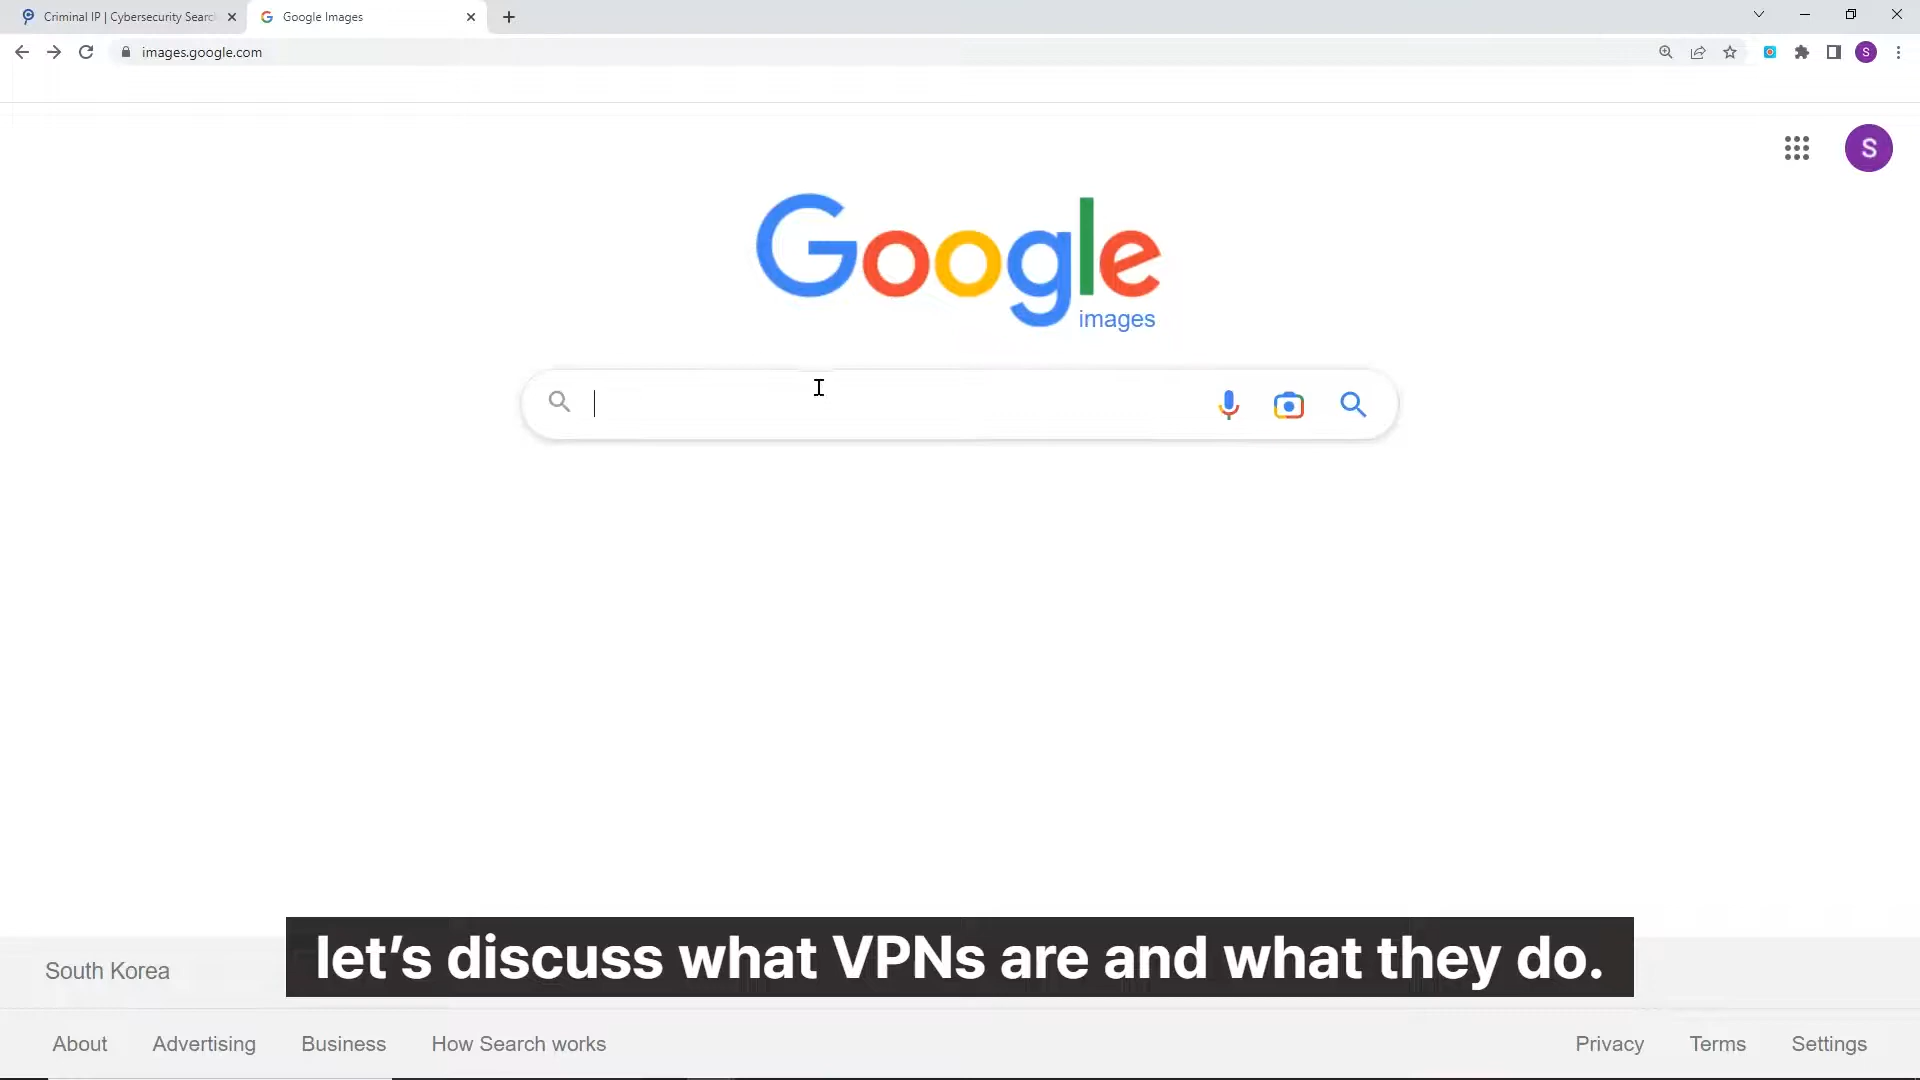 Criminal IP | Cybersecurity Searc
Google Images
images.google.com
S
S
Google
images
let's discuss what VPNs are and what they do.
South Korea
About Advertising Business How Search works Privacy Terms Settings